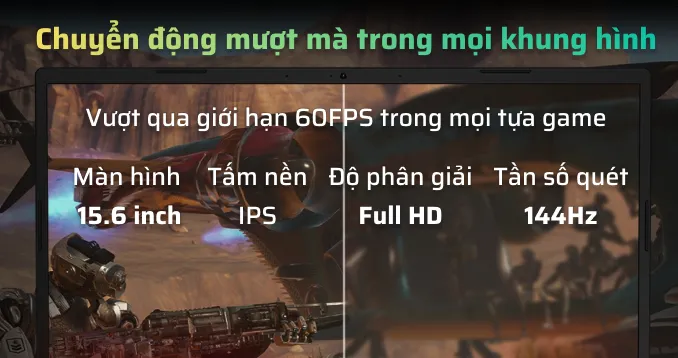 Chuyển động mượt mà trong mọi khung hình
Vượt qua giới hạn 60FPS trong mọi tựa game
Màn hình Tấm nền Độ phân giải Tần số quét
15.6 inch IPS Full HD 144Hz